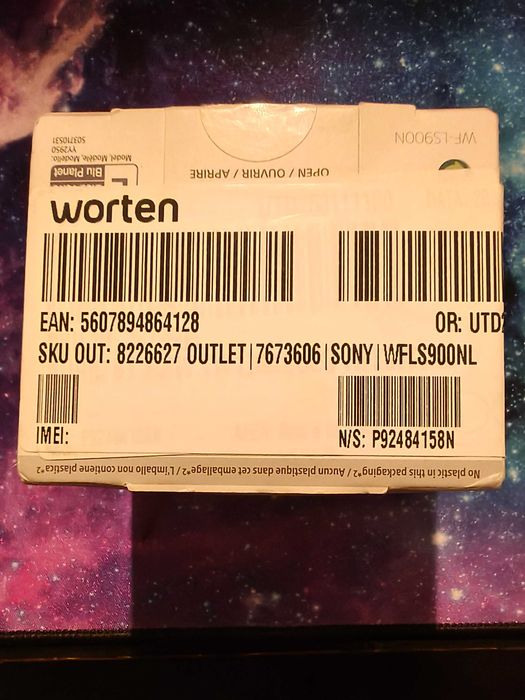 WF-LS900N
OPEN / OUVRIR / APRIRE
Blu Planet
Model, Modèle, Modello:
YY2950
503710531
worten
EAN: 5607894864128
OR: UTD
SKU OUT: 8226627 OUTLET|7673606|SONY|WFLS900NL
IMEI:
N/S: P92484158N
No plastic in this packaging*2 / Aucun plastique dans cet emballage*2 / L'imballo non contiene plastica*2